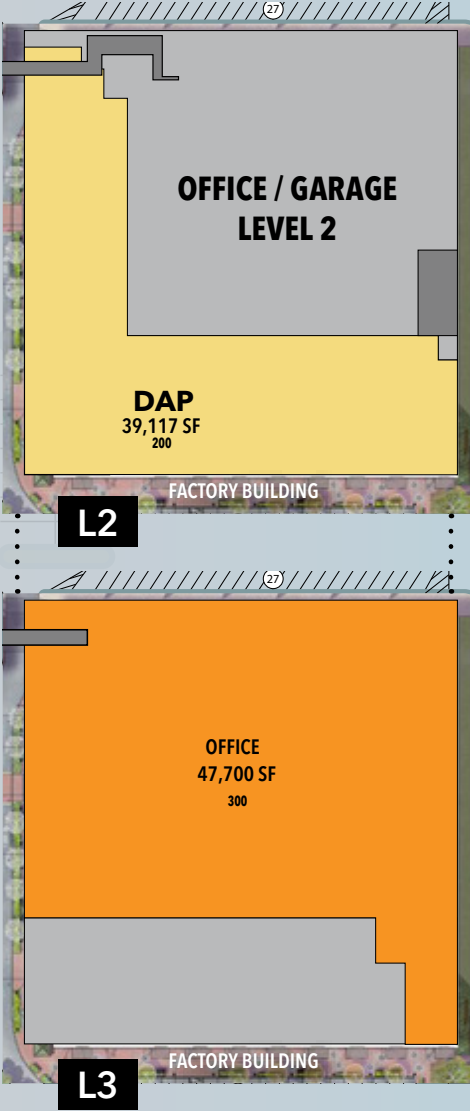 27
OFFICE / GARAGE
LEVEL 2
DAP
39,117 SF
200
FACTORY BUILDING
L2
27
OFFICE
47,700 SF
300
FACTORY BUILDING
L3